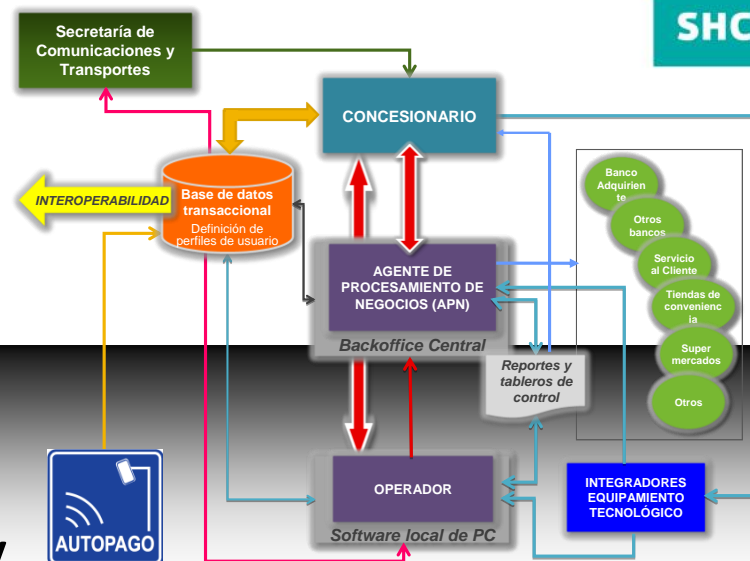 SHC
Secretaría de
Comunicaciones y
Transportes
CONCESIONARIO
INTEROPERABILIDAD
Base de datos
transaccional
Definición de
perfiles de usuario
AGENTE DE
PROCESAMIENTO DE
NEGOCIOS (APN)
Backoffice Central
Banco
Adquirien
te
Otros
bancos
Servicio
al Cliente
Tiendas de
convenienc
ia
Super
mercados
Otros
Reportes y
tableros de
control
OPERADOR
Software local de PC
INTEGRADORES
EQUIPAMIENTO
TECNOLÓGICO
AUTOPAGO